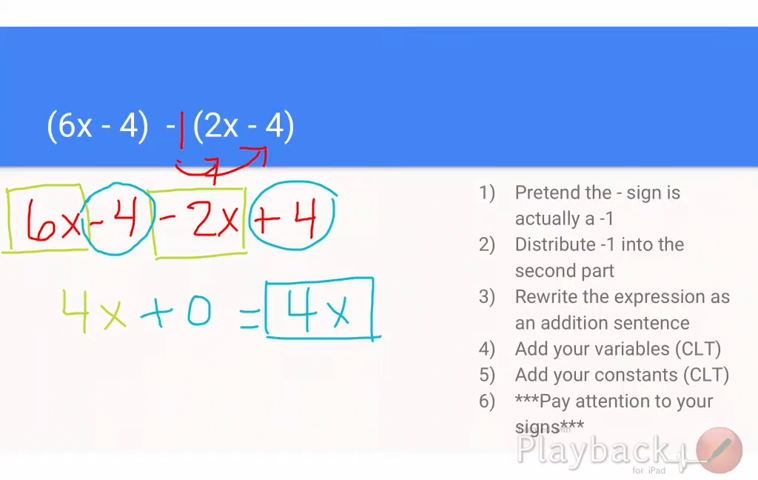 (6x - 4) -1(2x - 4)
6x - 4 - 2x + 4
4x + 0 = 4x
1) Pretend the - sign is
actually a -1
2) Distribute -1 into the
second part
3) Rewrite the expression as
an addition sentence
4) Add your variables (CLT)
5) Add your constants (CLT)
6) ***Pay attention to your
signs***
Playback
for iPad